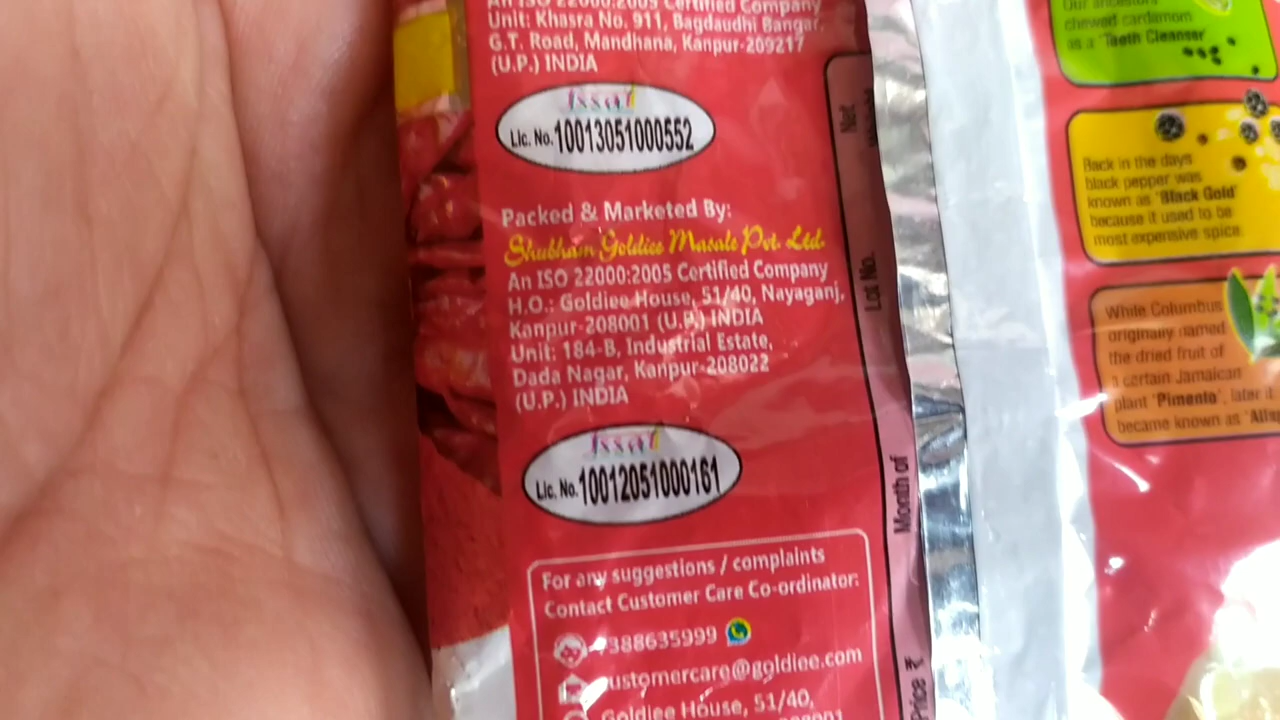 An ISO 22000:2005 Certified Company
Unit: Khasra No. 911, Bagdaudhi Bangar,
G.T. Road, Mandhana, Kanpur-209217
(U.P.) INDIA
fssai
Lic. No. 10013051000552
Packed & Marketed By:
Shubham Goldiee Masale Pvt. Ltd.
An ISO 22000:2005 Certified Company
H.O.: Goldiee House, 51/40, Nayaganj,
Kanpur-208001 (U.P.) INDIA
Unit: 184-B, Industrial Estate,
Dada Nagar, Kanpur-208022
(U.P.) INDIA
fssai
Lic. No. 10012051000161
For any suggestions / complaints
Contact Customer Care Co-ordinator:
388635999
customercare@goldiee.com
Goldiee House, 51/40,
Net
Lot No.
Month of
Price ₹
Our ancestors
chewed cardamom
as a 'Teeth Cleanser'
Back in the days
black pepper was
known as 'Black Gold'
because it used to be
most expensive spice.
While Columbus
originally named
the dried fruit of
a certain Jamaican
plant 'Pimento', later it
became known as